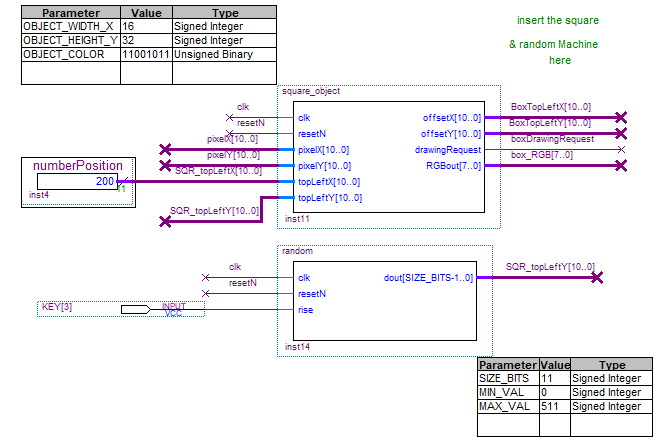 Parameter Value Type
OBJECT_WIDTH_X 16 Signed Integer
OBJECT_HEIGHT_Y 32 Signed Integer
OBJECT_COLOR 11001011 Unsigned Binary
insert the square
& random Machine
here
square_object
clk
resetN
pixelX[10..0]
pixelY[10..0]
SQR_topLeftX[10..0]
SQR_topLeftY[10..0]
numberPosition
200
11
inst4
clk
resetN
pixelX[10..0]
pixelY[10..0]
topLeftX[10..0]
topLeftY[10..0]
offsetX[10..0]
offsetY[10..0]
drawingRequest
RGBout[7..0]
BoxTopLeftX[10..0]
BoxTopLeftY[10..0]
boxDrawingRequest
box_RGB[7..0]
inst11
random
clk
resetN
KEY[3]
INPUT
VCC
clk
resetN
rise
dout[SIZE_BITS-1..0]
SQR_topLeftY[10..0]
inst14
Parameter Value Type
SIZE_BITS 11 Signed Integer
MIN_VAL 0 Signed Integer
MAX_VAL 511 Signed Integer